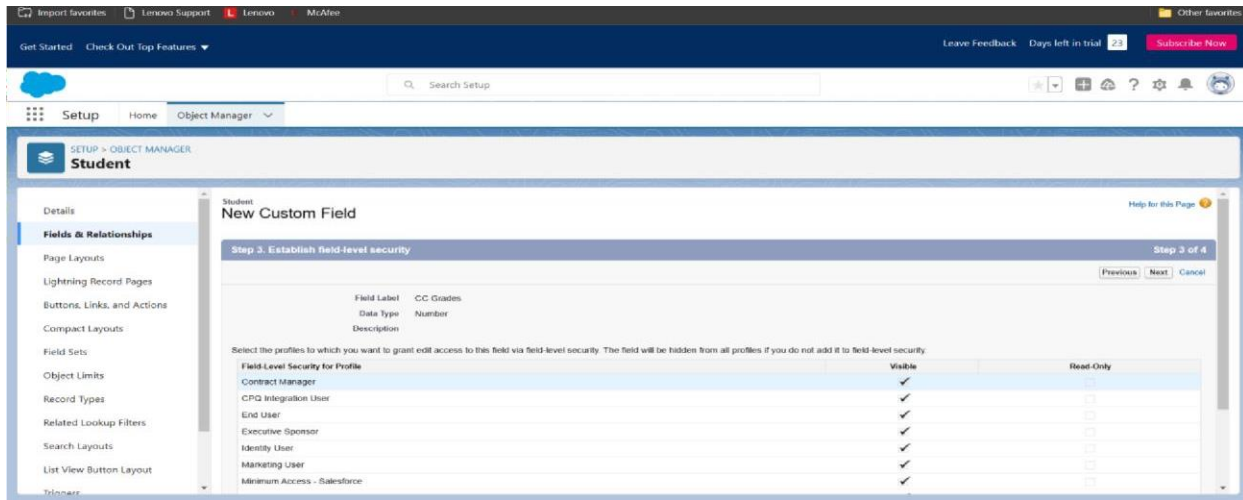 Import favorites Lenovo Support L Lenovo McAfee Other favorites
Get Started Check Out Top Features Leave Feedback Days left in trial 23 Subscribe Now
Search Setup
Setup Home Object Manager
SETUP > OBJECT MANAGER
Student
Details
Fields & Relationships
Page Layouts
Lightning Record Pages
Buttons, Links, and Actions
Compact Layouts
Field Sets
Object Limits
Record Types
Related Lookup Filters
Search Layouts
List View Button Layout
Triggers
Student
New Custom Field
Help for this Page
Step 3. Establish field-level security Step 3 of 4
Previous Next Cancel
Field Label CC Grades
Data Type Number
Description
Select the profiles to which you want to grant edit access to this field via field-level security. The field will be hidden from all profiles if you do not add it to field-level security.
Field-Level Security for Profile Visible Read-Only
Contract Manager
CPQ Integration User
End User
Executive Sponsor
Identity User
Marketing User
Minimum Access - Salesforce